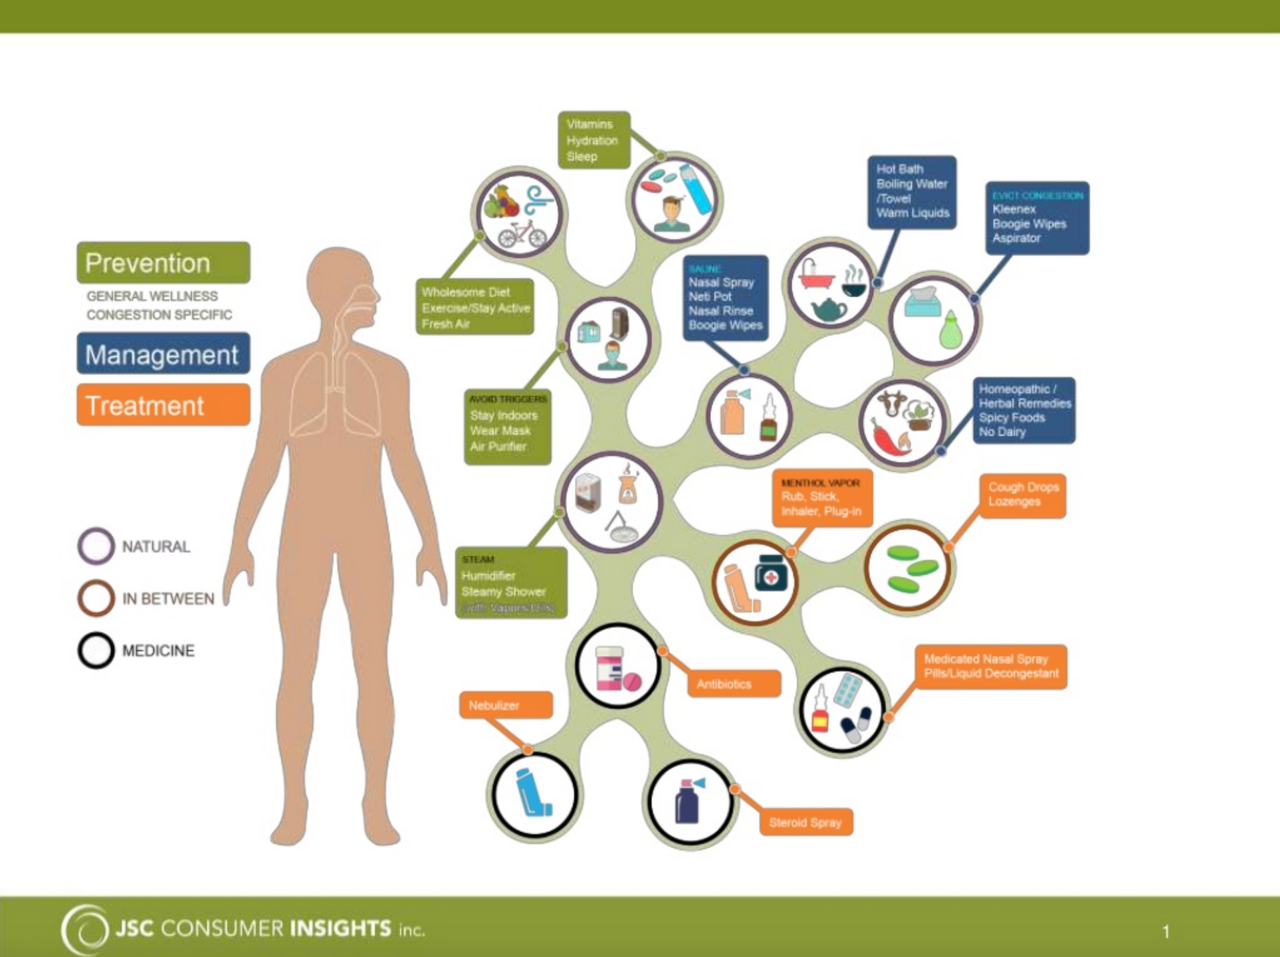 Vitamins
Hydration
Sleep
Hot Bath
Boiling Water
/Towel
Warm Liquids
EVICT CONGESTION
Kleenex
Boogie Wipes
Aspirator
Prevention
GENERAL WELLNESS
CONGESTION SPECIFIC
Management
Treatment
Wholesome Diet
Exercise/Stay Active
Fresh Air
SALINE
Nasal Spray
Neti Pot
Nasal Rinse
Boogie Wipes
AVOID TRIGGERS
Stay Indoors
Wear Mask
Air Purifier
Homeopathic /
Herbal Remedies
Spicy Foods
No Dairy
MENTHOL VAPOR
Rub, Stick,
Inhaler, Plug-in
Cough Drops
Lozenges
STEAM
Humidifier
Steamy Shower
(with Vapors/Oils)
NATURAL
IN BETWEEN
MEDICINE
Antibiotics
Medicated Nasal Spray
Pills/Liquid Decongestant
Nebulizer
Steroid Spray
JSC CONSUMER INSIGHTS inc.
1